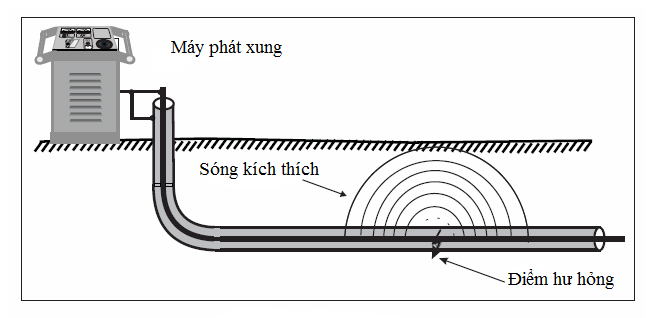 Máy phát xung
Sóng kích thích
Điểm hư hỏng